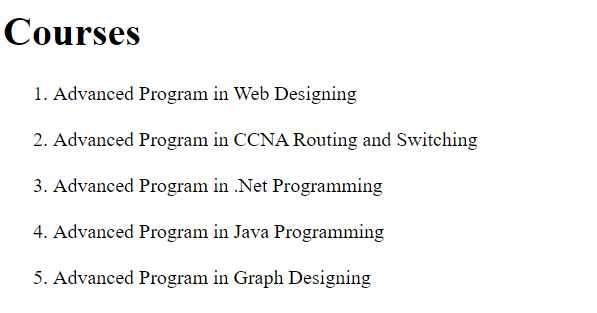 Courses
1. Advanced Program in Web Designing
2. Advanced Program in CCNA Routing and Switching
3. Advanced Program in .Net Programming
4. Advanced Program in Java Programming
5. Advanced Program in Graph Designing